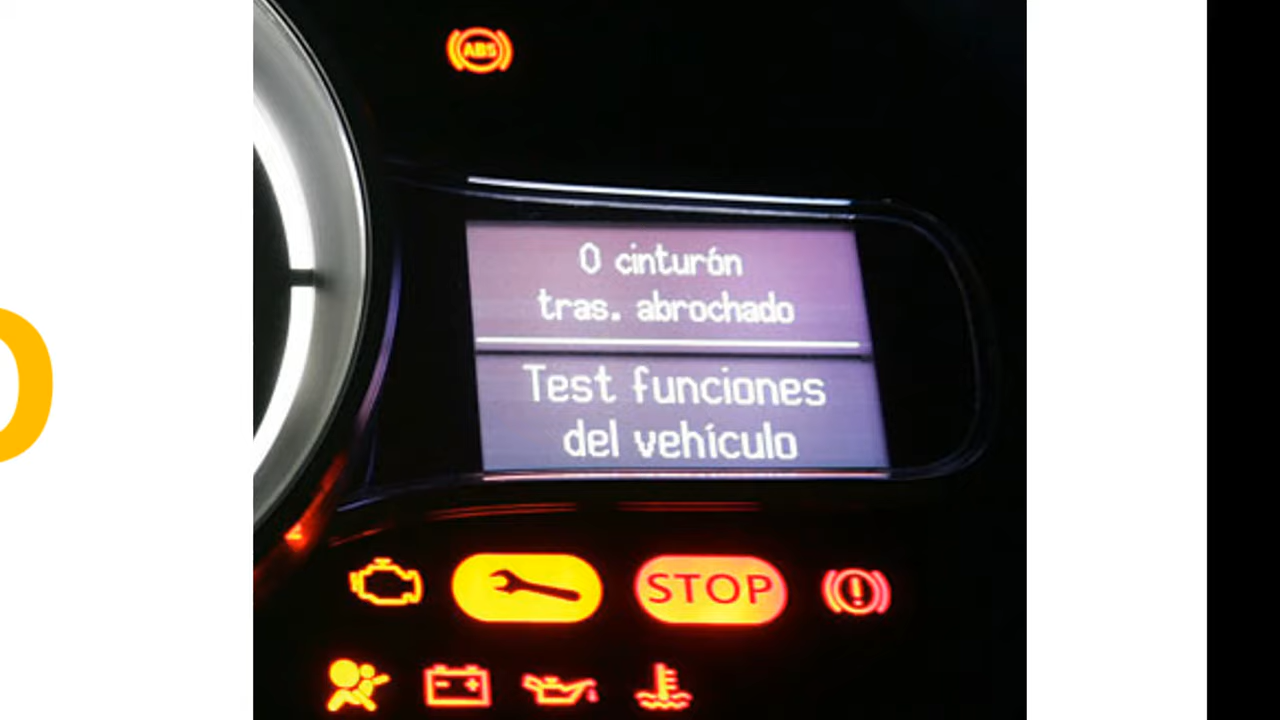 ABS
0 cinturón
tras. abrochado
Test funciones
del vehículo
STOP